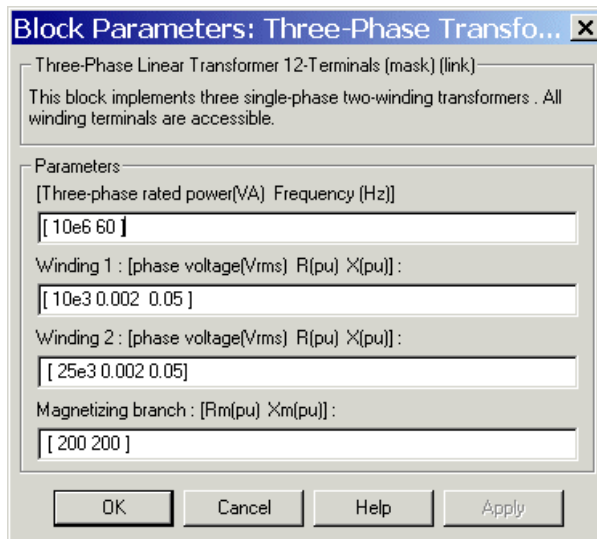 Block Parameters: Three-Phase Transfo...
Three-Phase Linear Transformer 12-Terminals (mask) (link)
This block implements three single-phase two-winding transformers . All
winding terminals are accessible.
Parameters
[Three-phase rated power(VA) Frequency (Hz)]
[ 10e6 60 ]
Winding 1 : [phase voltage(Vrms) R(pu) X(pu)] :
[ 10e3 0.002 0.05 ]
Winding 2 : [phase voltage(Vrms) R(pu) X(pu)] :
[ 25e3 0.002 0.05]
Magnetizing branch : [Rm(pu) Xm(pu)] :
[ 200 200 ]
OK Cancel Help Apply